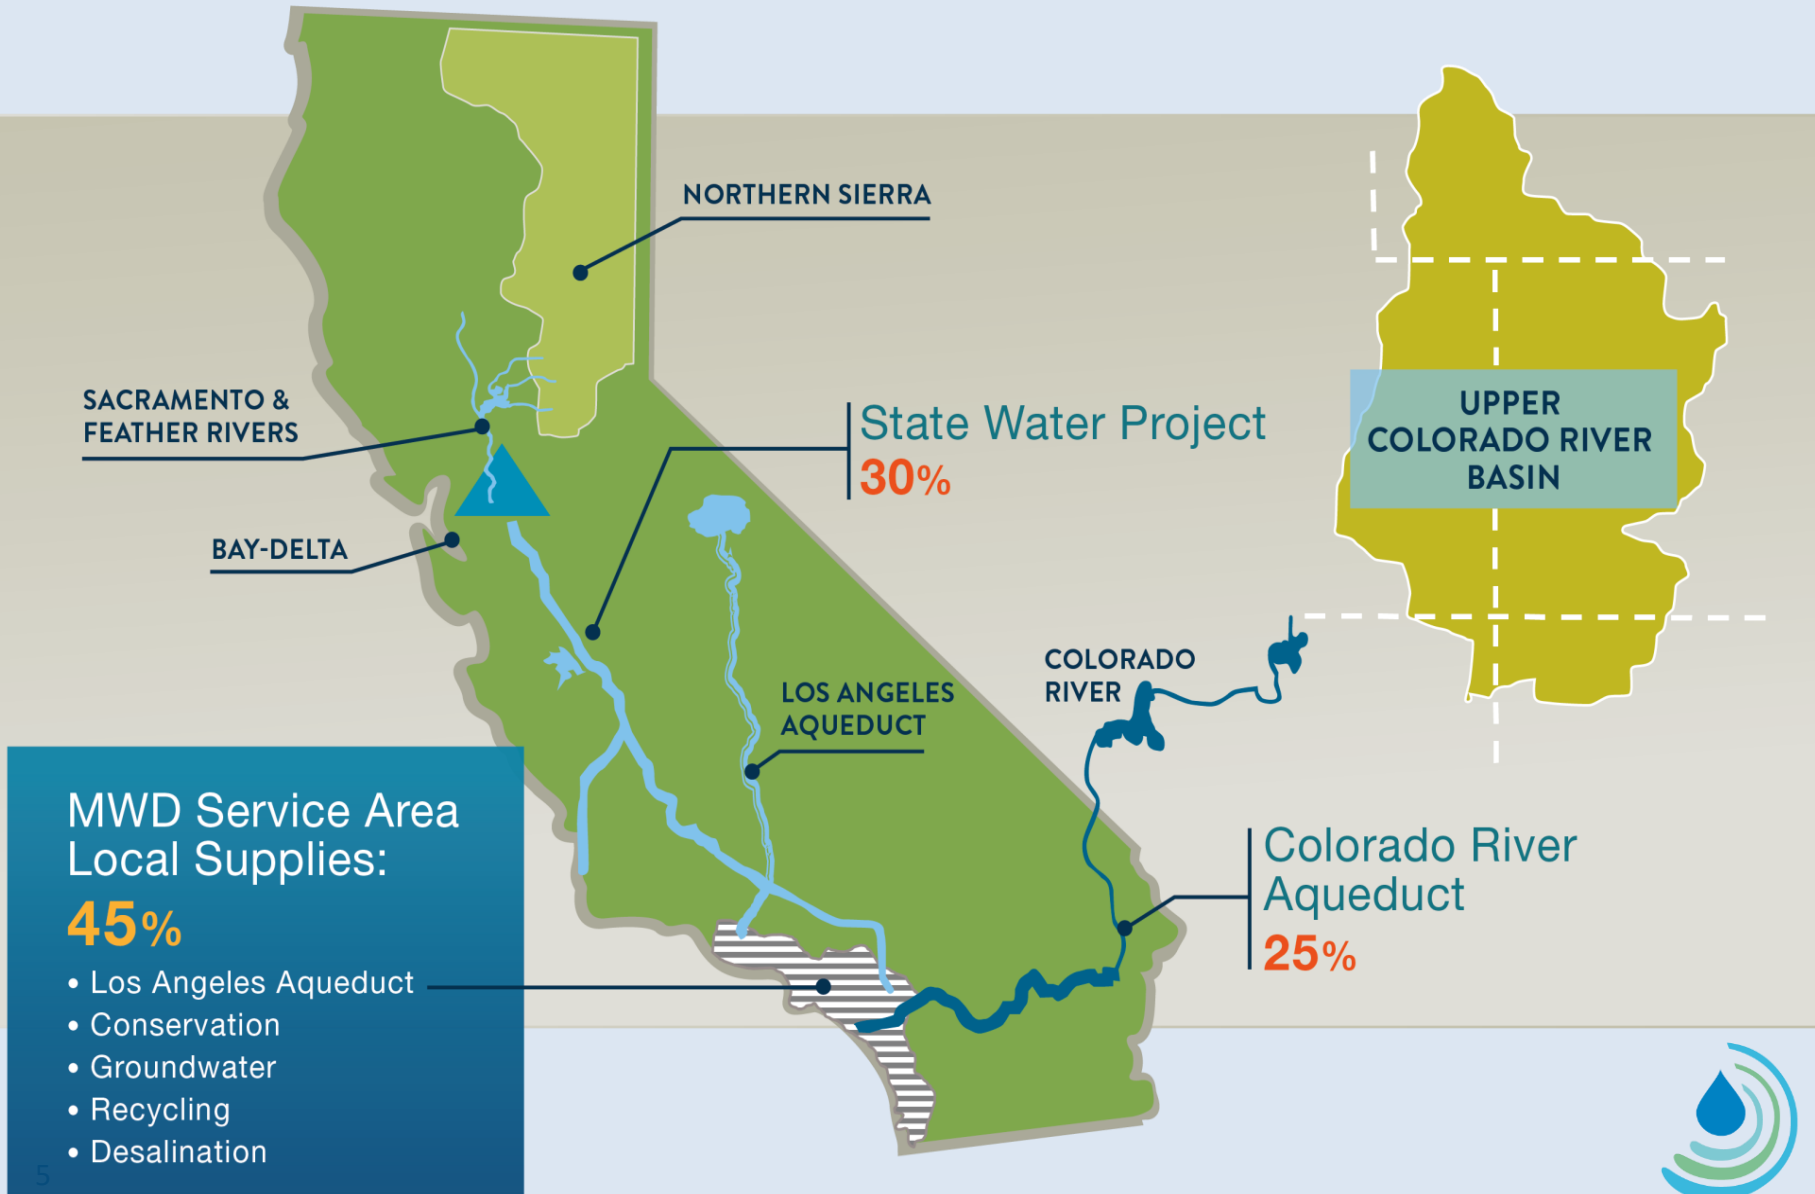 NORTHERN SIERRA
SACRAMENTO &
FEATHER RIVERS
State Water Project
30%
UPPER
COLORADO RIVER
BASIN
BAY-DELTA
COLORADO
RIVER
LOS ANGELES
AQUEDUCT
MWD Service Area
Local Supplies:
45%
• Los Angeles Aqueduct
• Conservation
• Groundwater
• Recycling
• Desalination
Colorado River
Aqueduct
25%
5